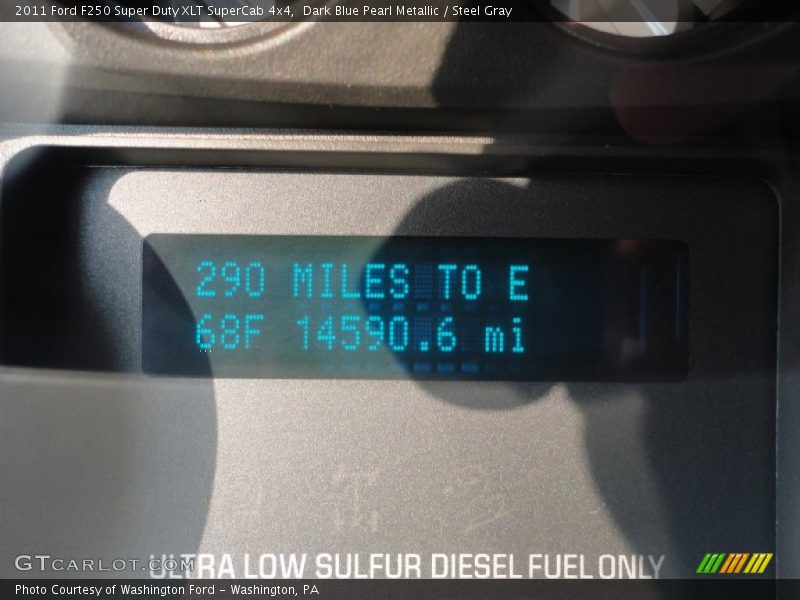 2011 Ford F250 Super Duty XLT SuperCab 4x4, Dark Blue Pearl Metallic / Steel Gray
290 MILES TO E
68F 14590.6 mi
ULTRA LOW SULFUR DIESEL FUEL ONLY
GTCARLOT.COM
Photo Courtesy of Washington Ford - Washington, PA